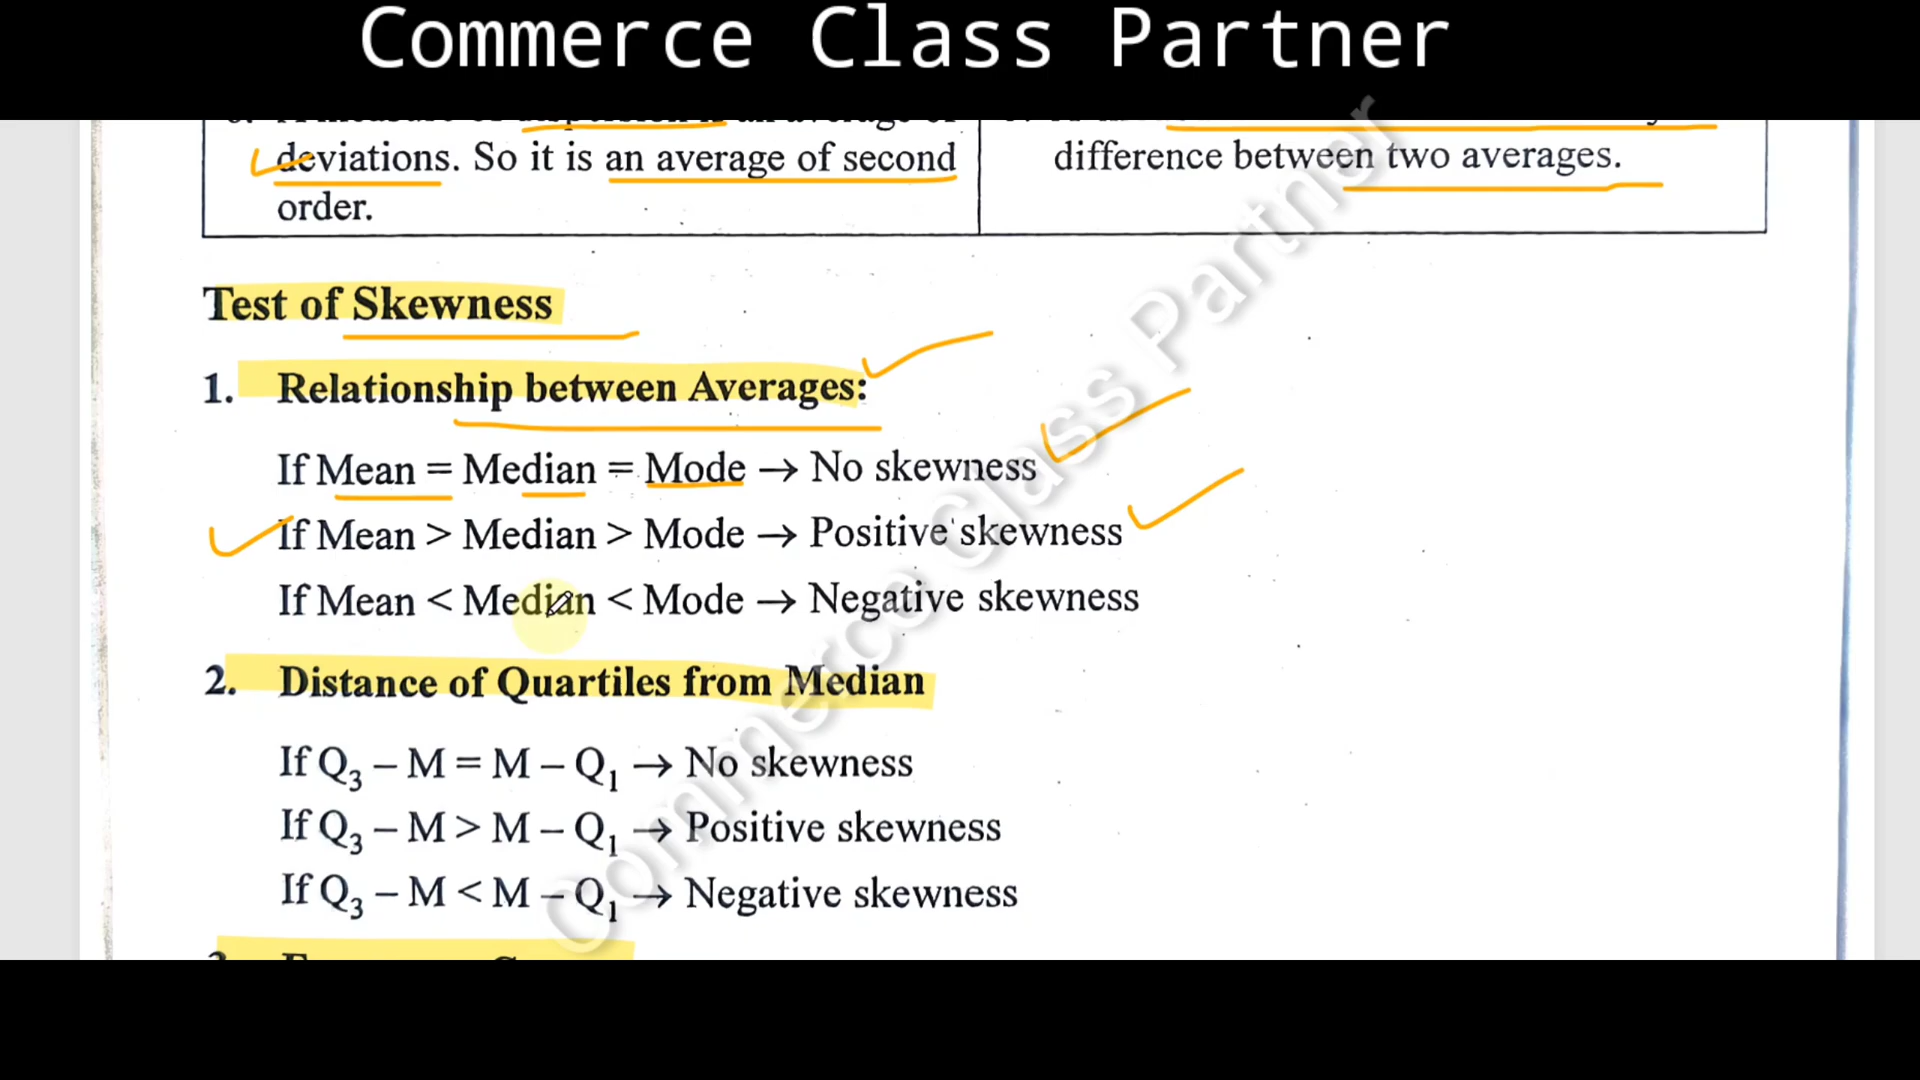 Commerce Class Partner
deviations. So it is an average of second
order.
difference between two averages.
Test of Skewness
1. Relationship between Averages:
If Mean = Median = Mode → No skewness
If Mean > Median > Mode → Positive skewness
If Mean < Median < Mode → Negative skewness
2. Distance of Quartiles from Median
If Q₃ – M = M – Q₁ → No skewness
If Q₃ – M > M – Q₁ → Positive skewness
If Q₃ – M < M – Q₁ → Negative skewness
Commerce Class Partner